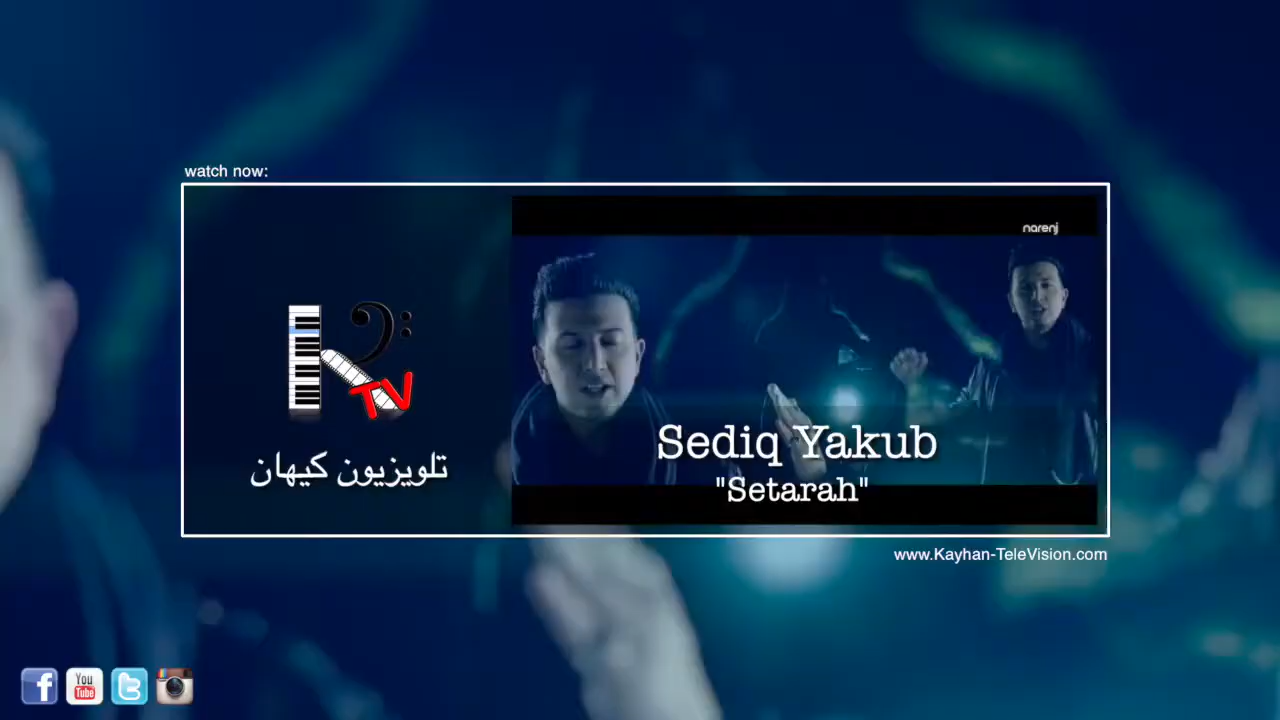 watch now:
narenj
K TV
تلویزیون کیهان
Sediq Yakub
"Setarah"
www.Kayhan-TeleVision.com
f
You
Tube